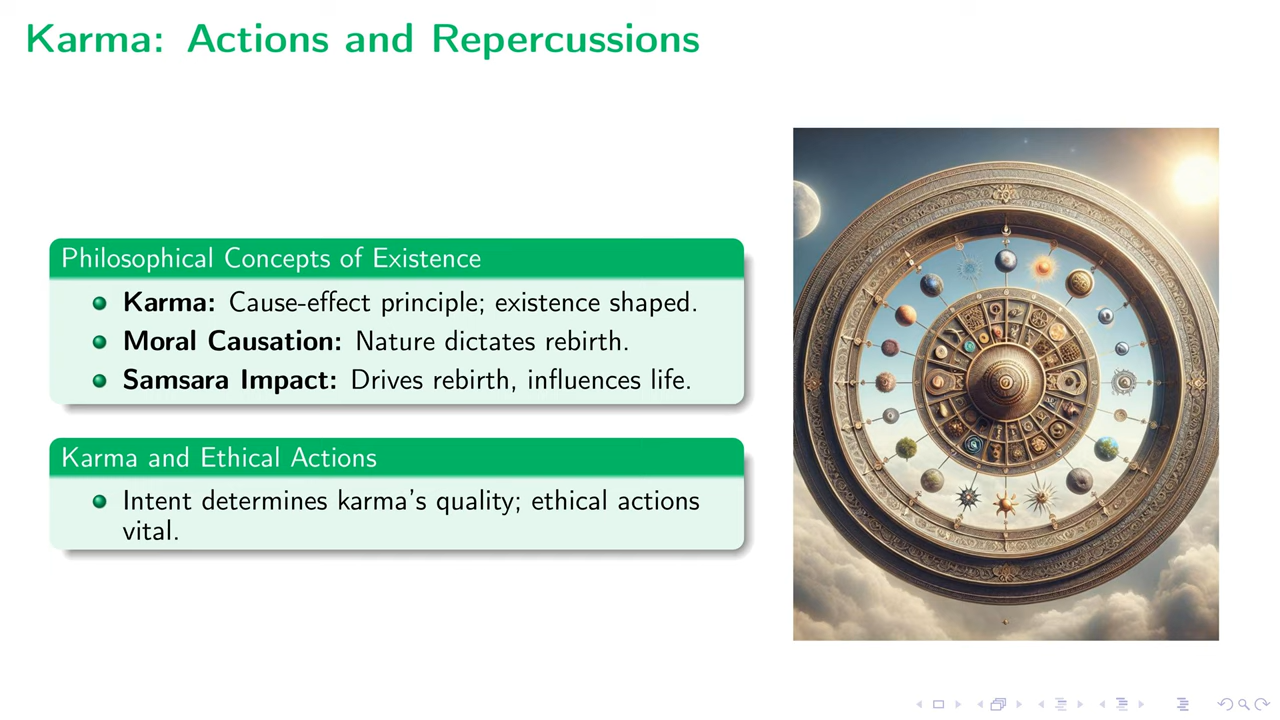 Karma: Actions and Repercussions
Philosophical Concepts of Existence
Karma: Cause-effect principle; existence shaped.
Moral Causation: Nature dictates rebirth.
Samsara Impact: Drives rebirth, influences life.
Karma and Ethical Actions
Intent determines karma's quality; ethical actions
vital.